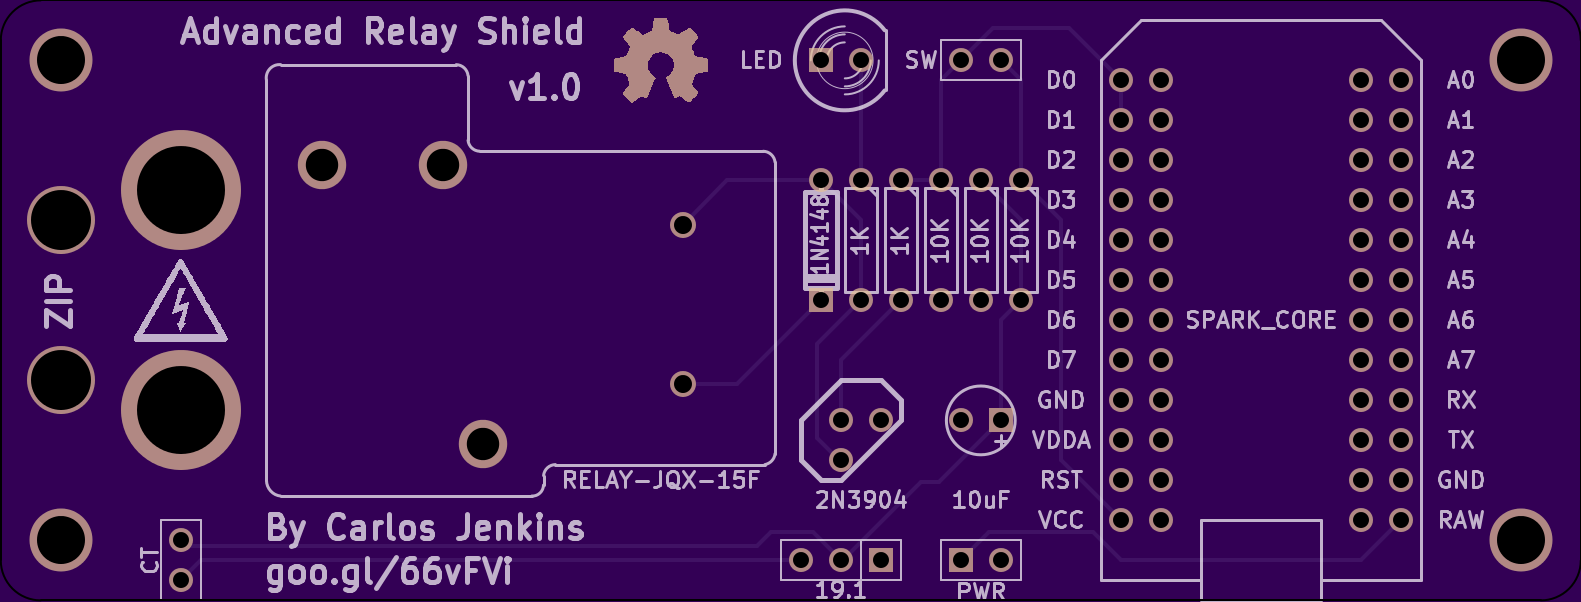 Advanced Relay Shield
v1.0
LED
SW
ZIP
1N4148
1K
1K
10K
10K
10K
RELAY-JQX-15F
2N3904
10uF
+
By Carlos Jenkins
goo.gl/66vFVi
CT
19.1
PWR
D0
D1
D2
D3
D4
D5
D6
D7
GND
VDDA
RST
VCC
SPARK_CORE
A0
A1
A2
A3
A4
A5
A6
A7
RX
TX
GND
RAW